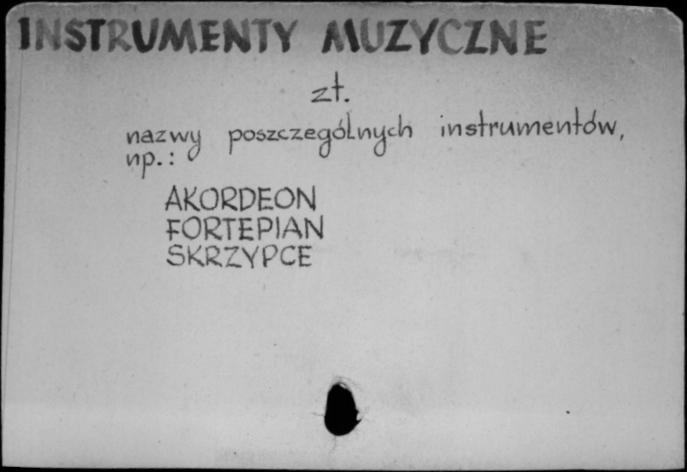 INSTRUMENTY MUZYCZNE
zt.
nazwy poszczególnych instrumentów,
np.:
AKORDEON
FORTEPIAN
SKRZYPCE